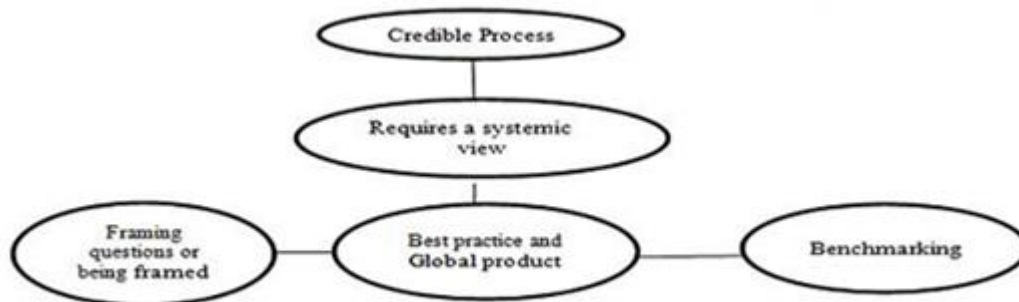 Credible Process
Requires a systemic
view
Framing
questions or
being framed
Best practice and
Global product
Benchmarking